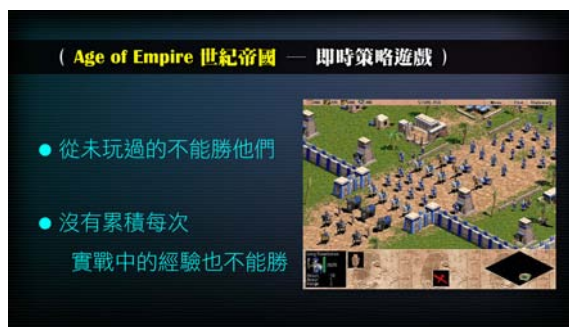 ( Age of Empire 世紀帝國 — 即時策略遊戲 )
● 從未玩過的不能勝他們
● 沒有累積每次
實戰中的經驗也不能勝